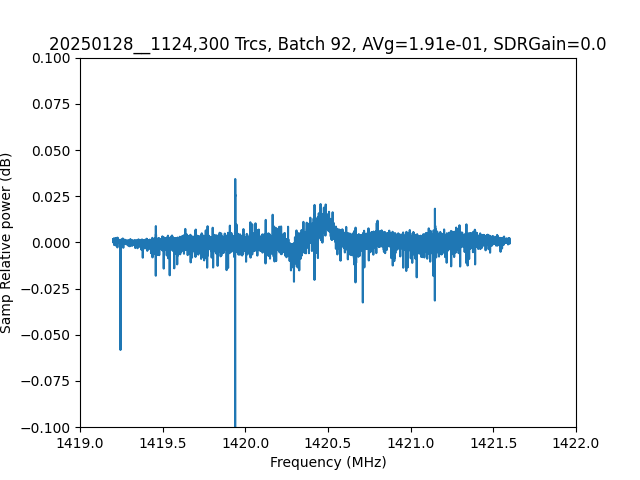 20250128__1124,300 Trcs, Batch 92, AVg=1.91e-01, SDRGain=0.0
0.100
0.075
0.050
0.025
0.000
−0.025
−0.050
−0.075
−0.100
Samp Relative power (dB)
1419.0 1419.5 1420.0 1420.5 1421.0 1421.5 1422.0
Frequency (MHz)